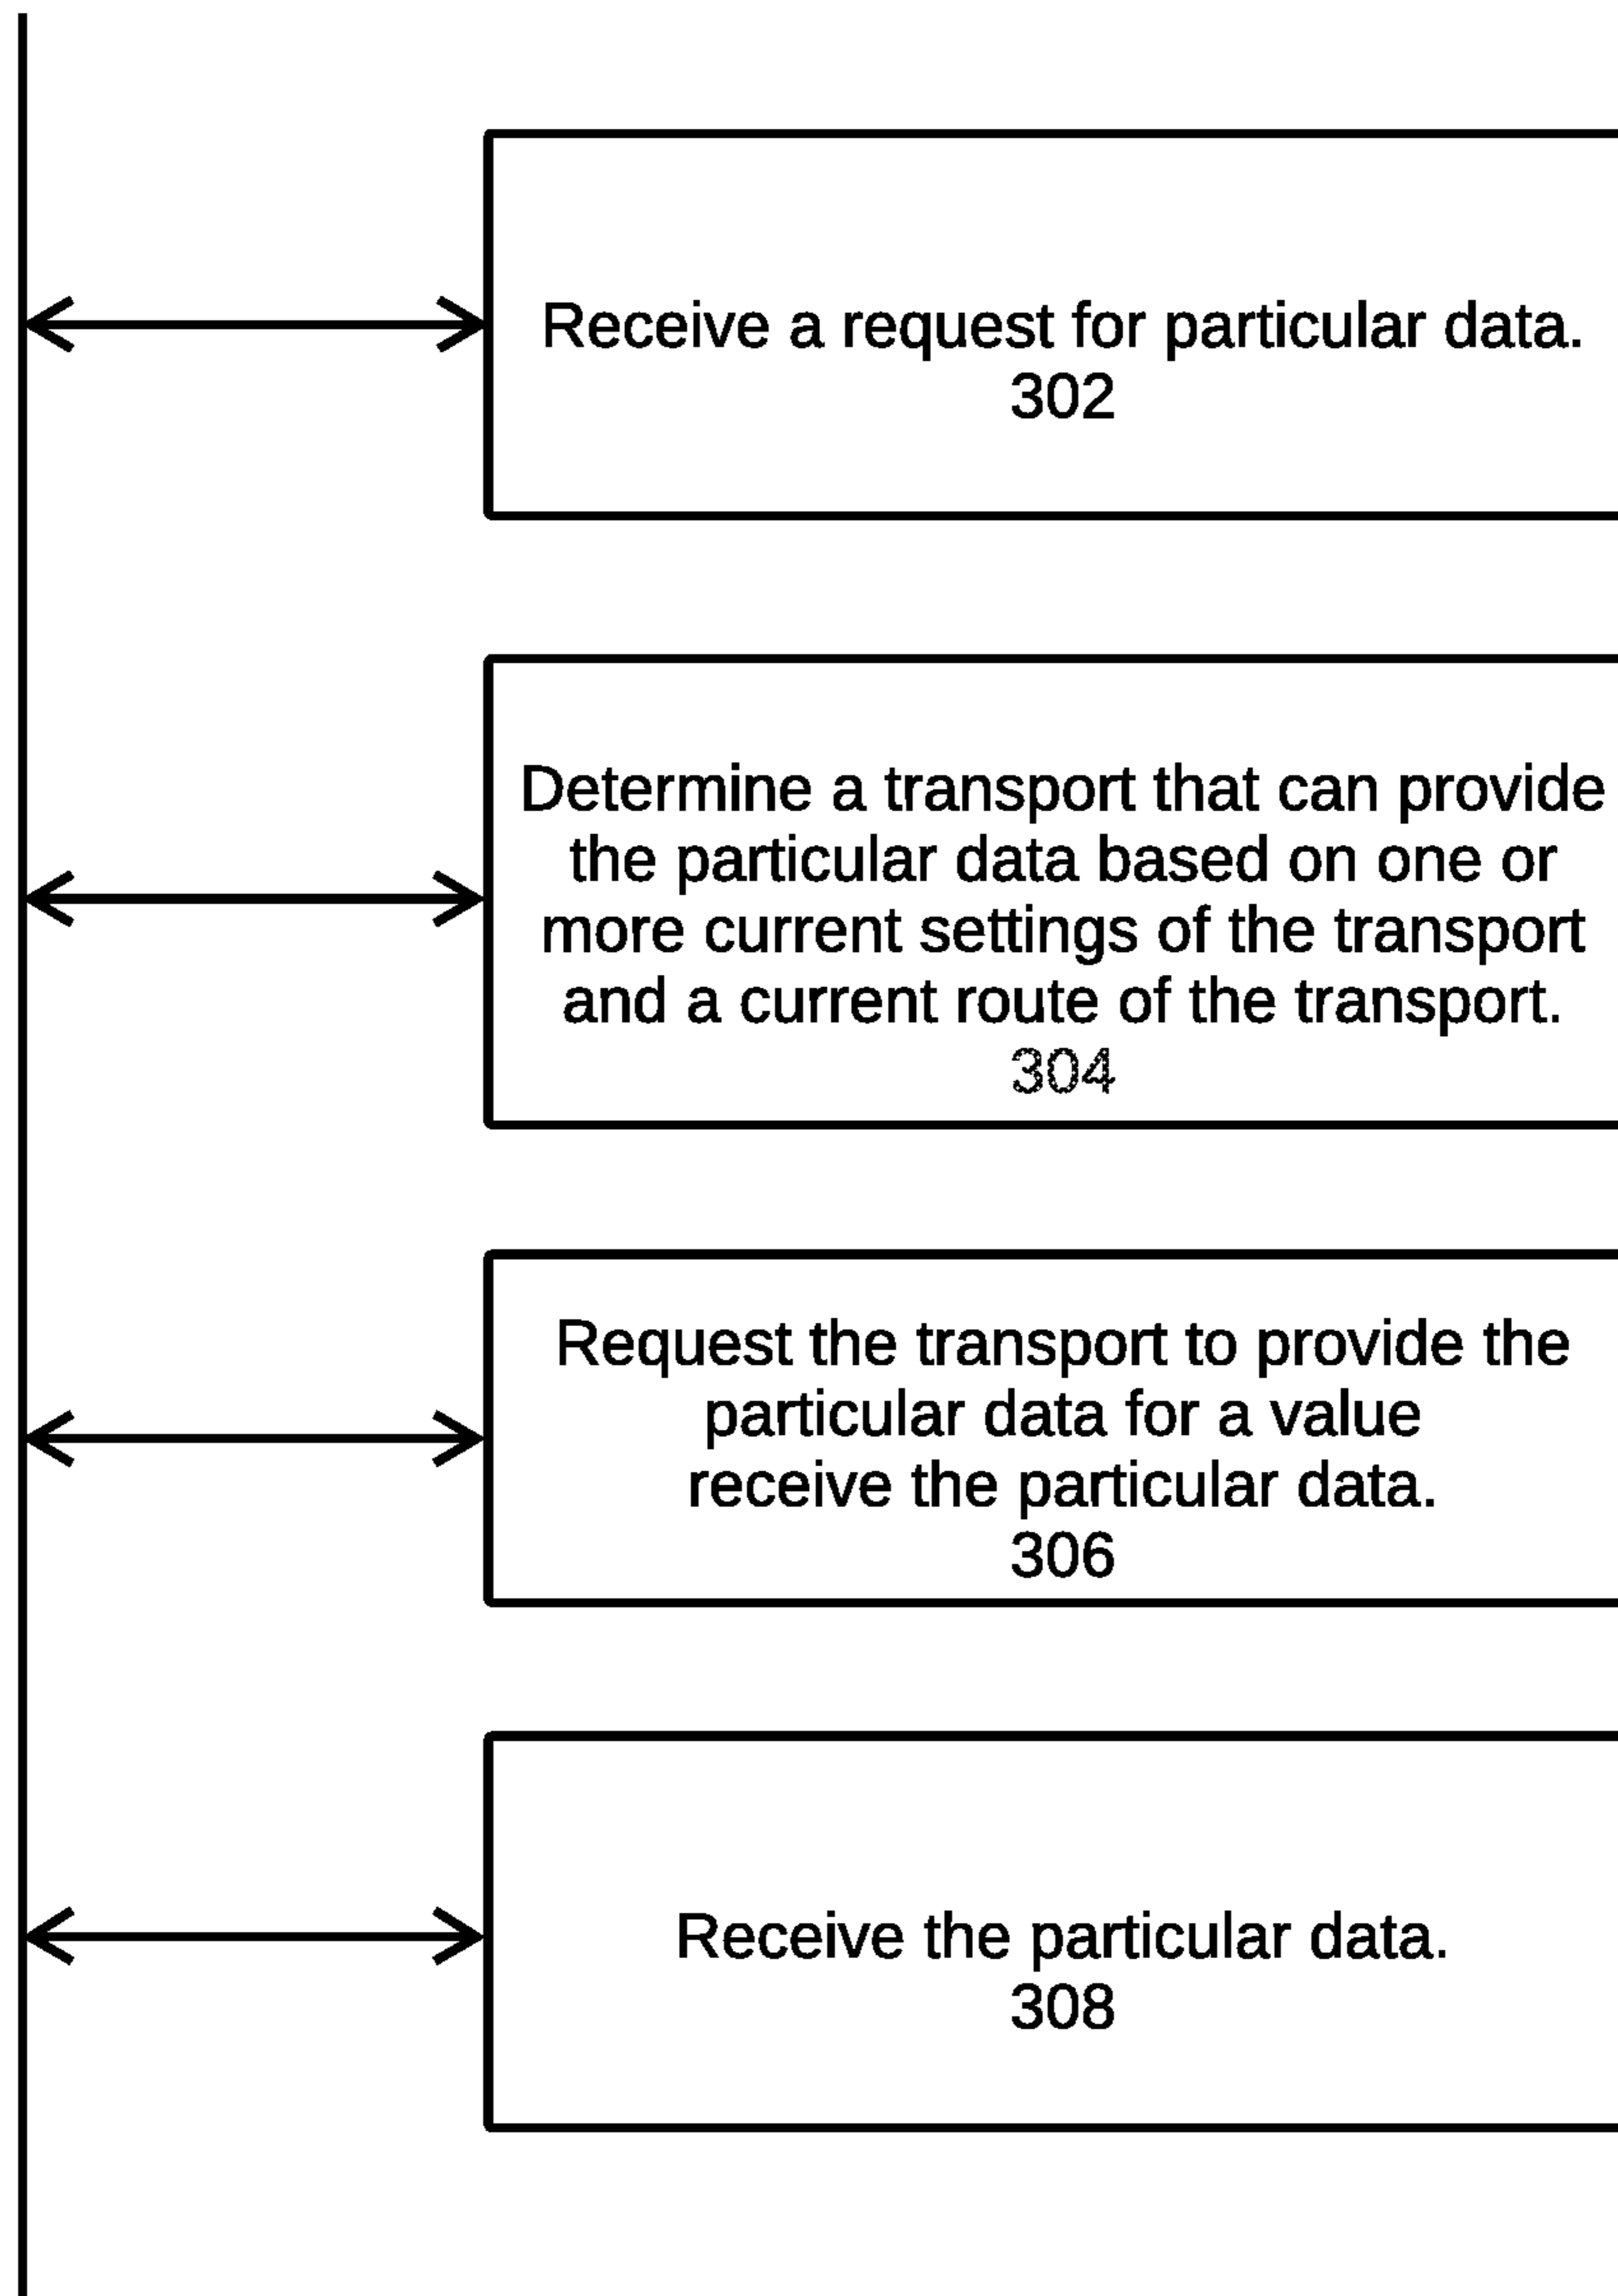 Receive a request for particular data.
302
Determine a transport that can provide
the particular data based on one or
more current settings of the transport
and a current route of the transport.
304
Request the transport to provide the
particular data for a value
receive the particular data.
306
Receive the particular data.
308